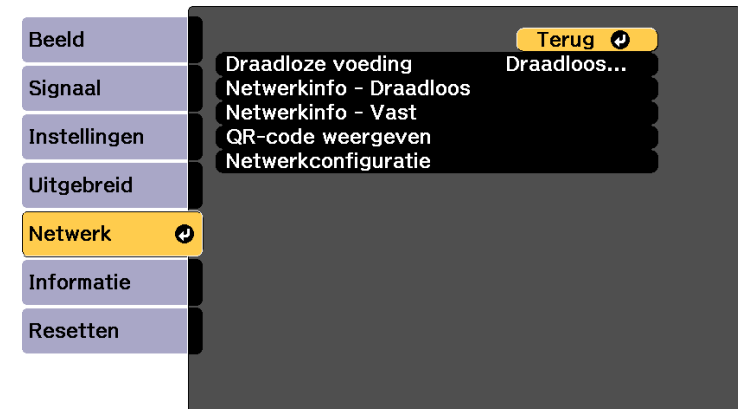 Beeld
Signaal
Instellingen
Uitgebreid
Netwerk
Informatie
Resetten
Terug
Draadloze voeding Draadloos...
Netwerkinfo - Draadloos
Netwerkinfo - Vast
QR-code weergeven
Netwerkconfiguratie